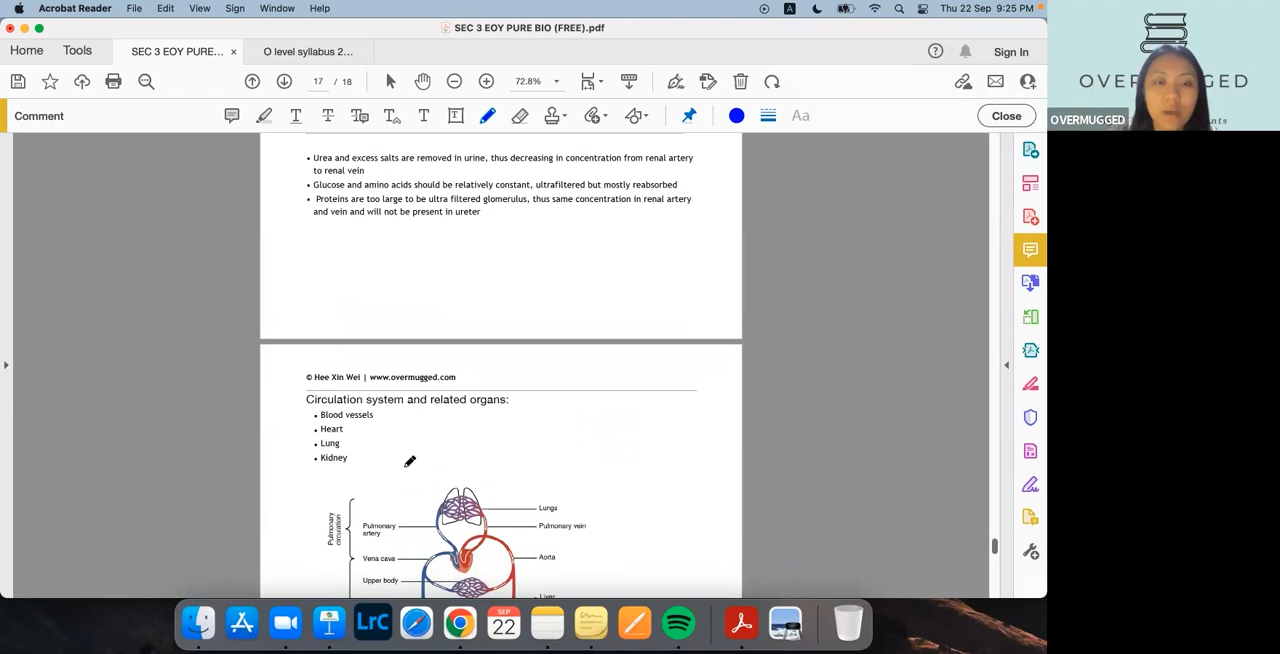 Acrobat Reader File Edit View Sign Window Help
A
Thu 22 Sep 9:25 PM
SEC 3 EOY PURE BIO (FREE).pdf
Home Tools SEC 3 EOY PURE... × O level syllabus 2... Sign In
17 / 18 72.8%
Comment
T T T T Aa Close
• Urea and excess salts are removed in urine, thus decreasing in concentration from renal artery
to renal vein
• Glucose and amino acids should be relatively constant, ultrafiltered but mostly reabsorbed
• Proteins are too large to be ultra filtered glomerulus, thus same concentration in renal artery
and vein and will not be present in ureter
© Hee Xin Wei | www.overmugged.com
Circulation system and related organs:
• Blood vessels
• Heart
• Lung
• Kidney
Pulmonary
circulation
Lungs
Pulmonary
artery
Pulmonary vein
Vena cava
Aorta
Upper body
Liver
LrC
SEP
22
OVERMUGGED
OVERMUGGED